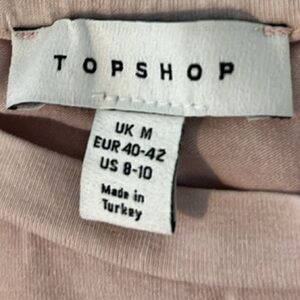 TOPSHOP
UK M
EUR 40-42
US 8-10
Made in
Turkey